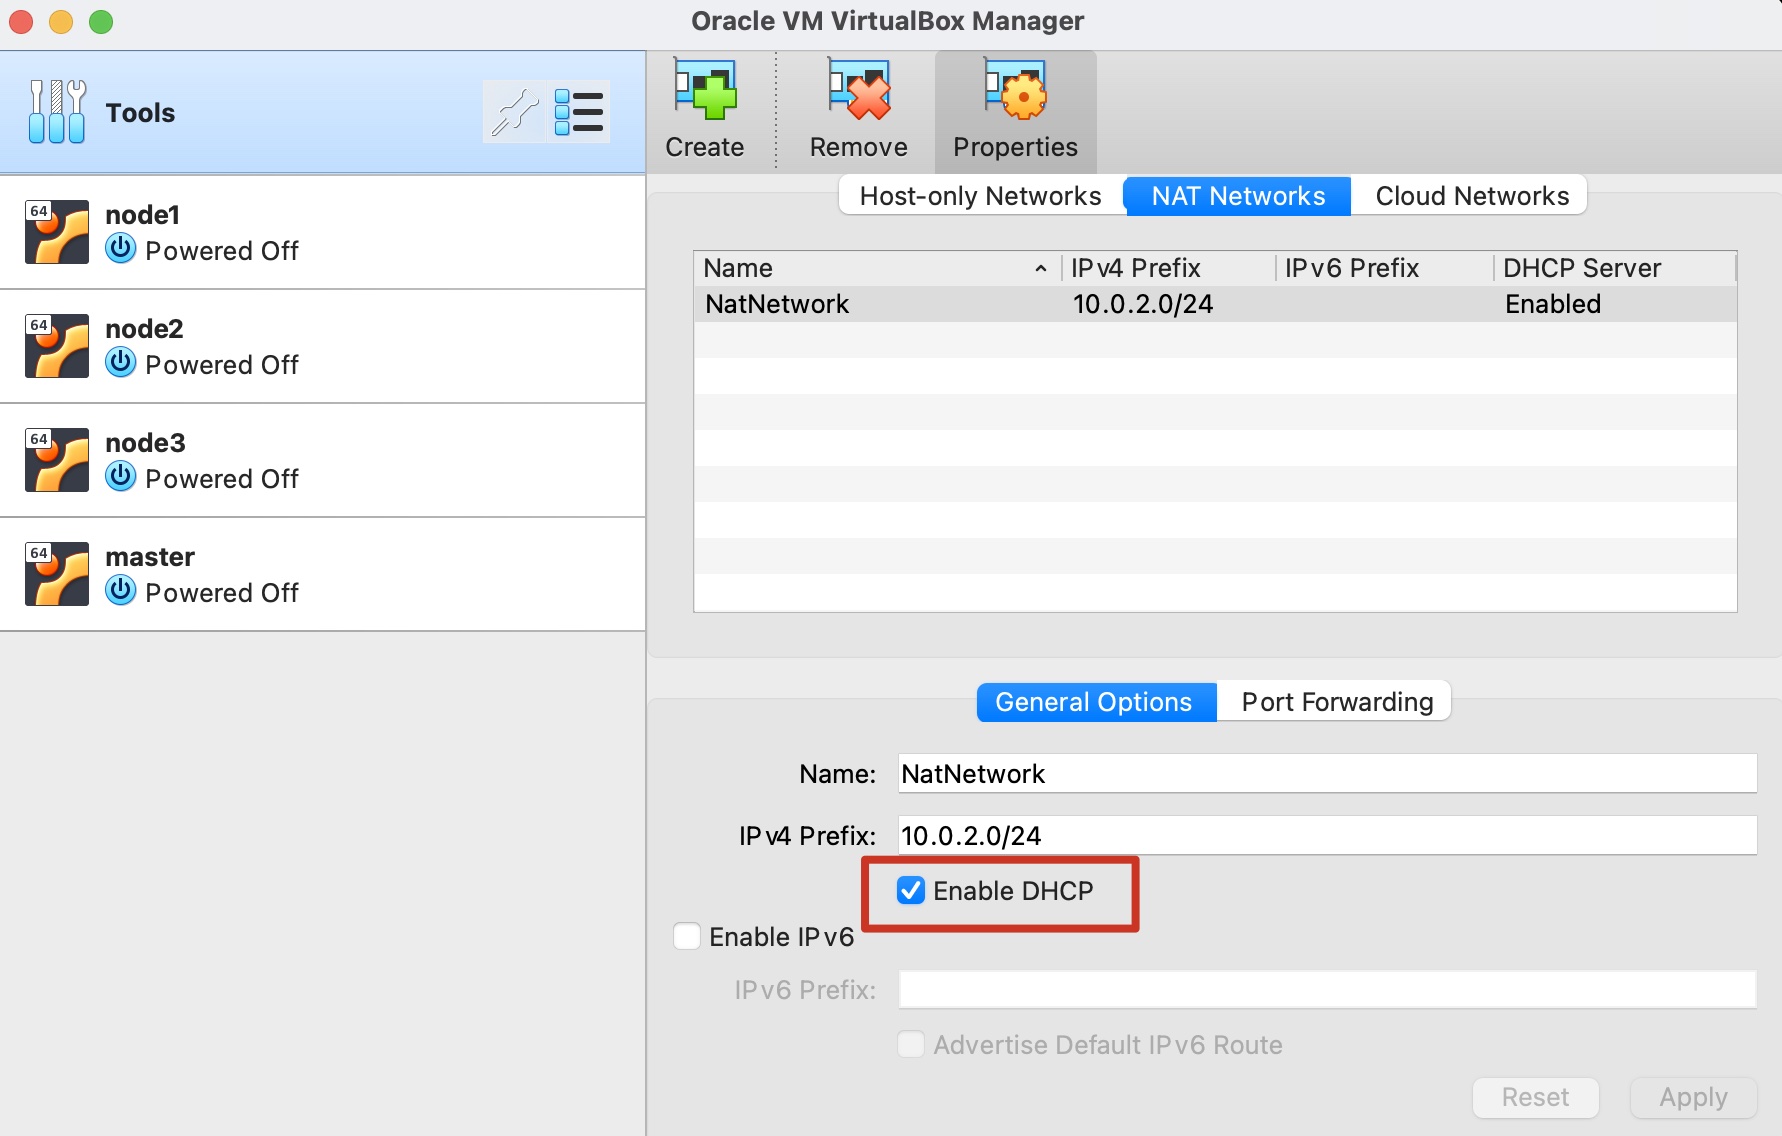 Oracle VM VirtualBox Manager
Tools
Create
Remove
Properties
64
node1
Powered Off
64
node2
Powered Off
64
node3
Powered Off
64
master
Powered Off
Host-only Networks
NAT Networks
Cloud Networks
Name IPv4 Prefix IPv6 Prefix DHCP Server
NatNetwork 10.0.2.0/24 Enabled
General Options
Port Forwarding
Name: NatNetwork
IPv4 Prefix: 10.0.2.0/24
Enable DHCP
Enable IPv6
IPv6 Prefix:
Advertise Default IPv6 Route
Reset
Apply